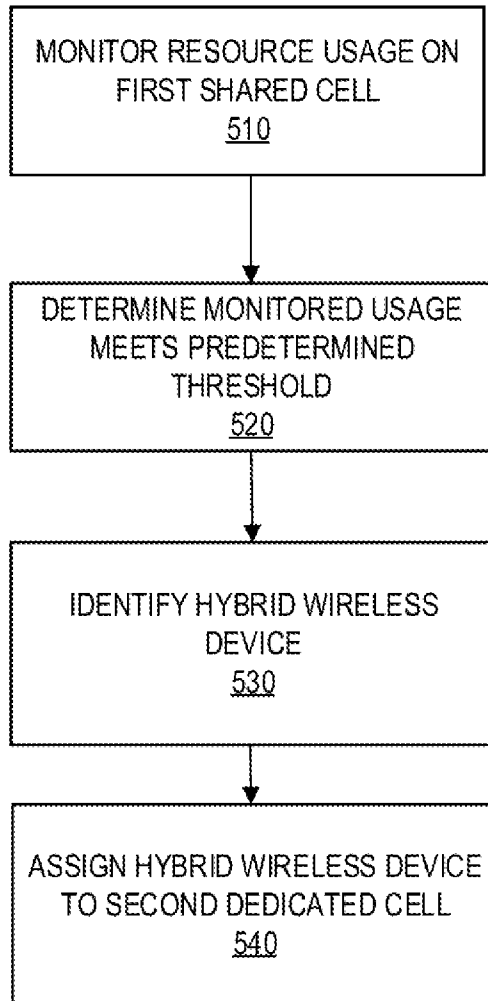 MONITOR RESOURCE USAGE ON
FIRST SHARED CELL
510
DETERMINE MONITORED USAGE
MEETS PREDETERMINED
THRESHOLD
520
IDENTIFY HYBRID WIRELESS
DEVICE
530
ASSIGN HYBRID WIRELESS DEVICE
TO SECOND DEDICATED CELL
540